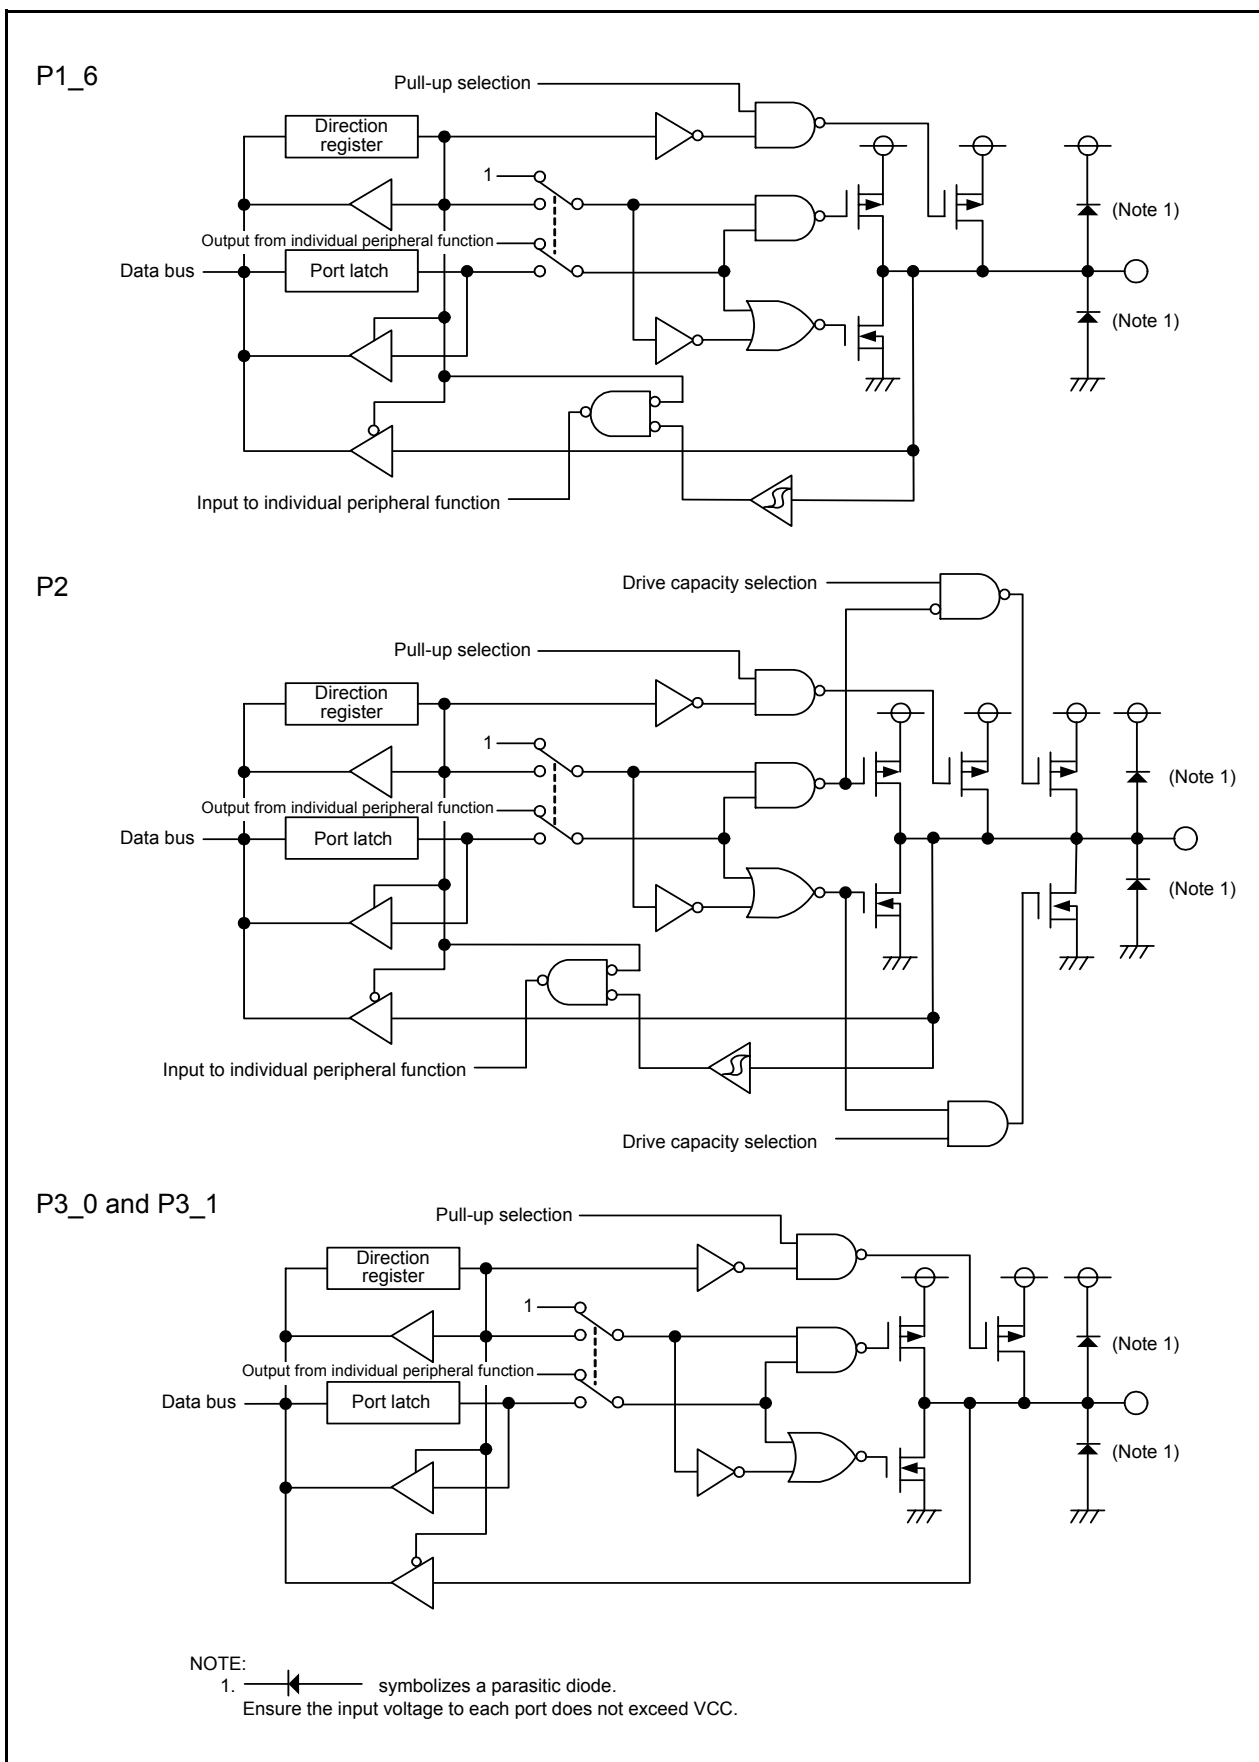 P1_6
Pull-up selection
Direction
register
1
(Note 1)
Output from individual peripheral function
Data bus
Port latch
(Note 1)
Input to individual peripheral function
P2
Drive capacity selection
Pull-up selection
Direction
register
1
(Note 1)
Output from individual peripheral function
Data bus
Port latch
(Note 1)
Input to individual peripheral function
Drive capacity selection
P3_0 and P3_1
Pull-up selection
Direction
register
1
(Note 1)
Output from individual peripheral function
Data bus
Port latch
(Note 1)
NOTE:
1. symbolizes a parasitic diode.
Ensure the input voltage to each port does not exceed VCC.